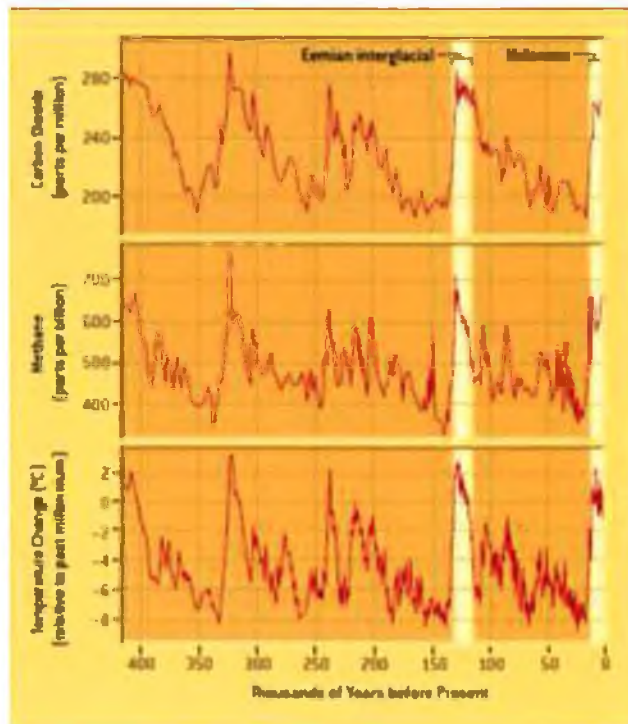 Eemian interglacial
Holocene
280
240
200
Carbon Dioxide
(parts per million)
700
600
500
400
Methane
(parts per billion)
2
0
-2
-4
-6
-8
Temperature Change (°C)
(relative to past millennium)
400
350
300
250
200
150
100
50
0
Thousands of Years before Present